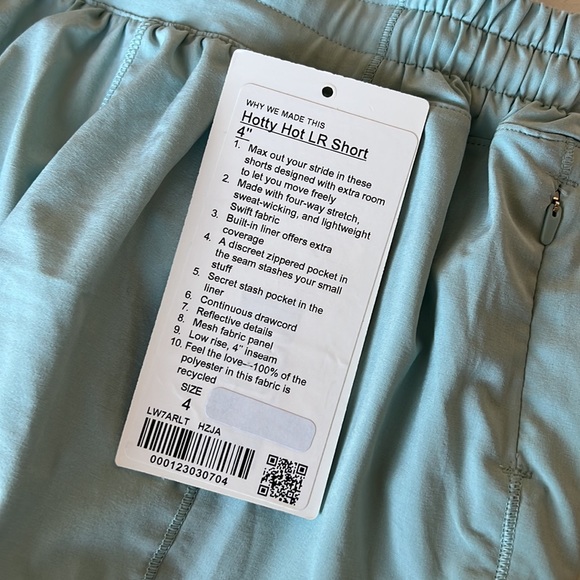 WHY WE MADE THIS
Hotty Hot LR Short
4"
1. Max out your stride in these
shorts designed with extra room
to let you move freely
2. Made with four-way stretch,
sweat-wicking, and lightweight
Swift fabric
3. Built-in liner offers extra
coverage
4. A discreet zippered pocket in
the seam stashes your small
stuff
5. Secret stash pocket in the
liner
6. Continuous drawcord
7. Reflective details
8. Mesh fabric panel
9. Low rise, 4" inseam
10. Feel the love—100% of the
polyester in this fabric is
recycled
SIZE
4
LW7ARLT HZJA
000123030704